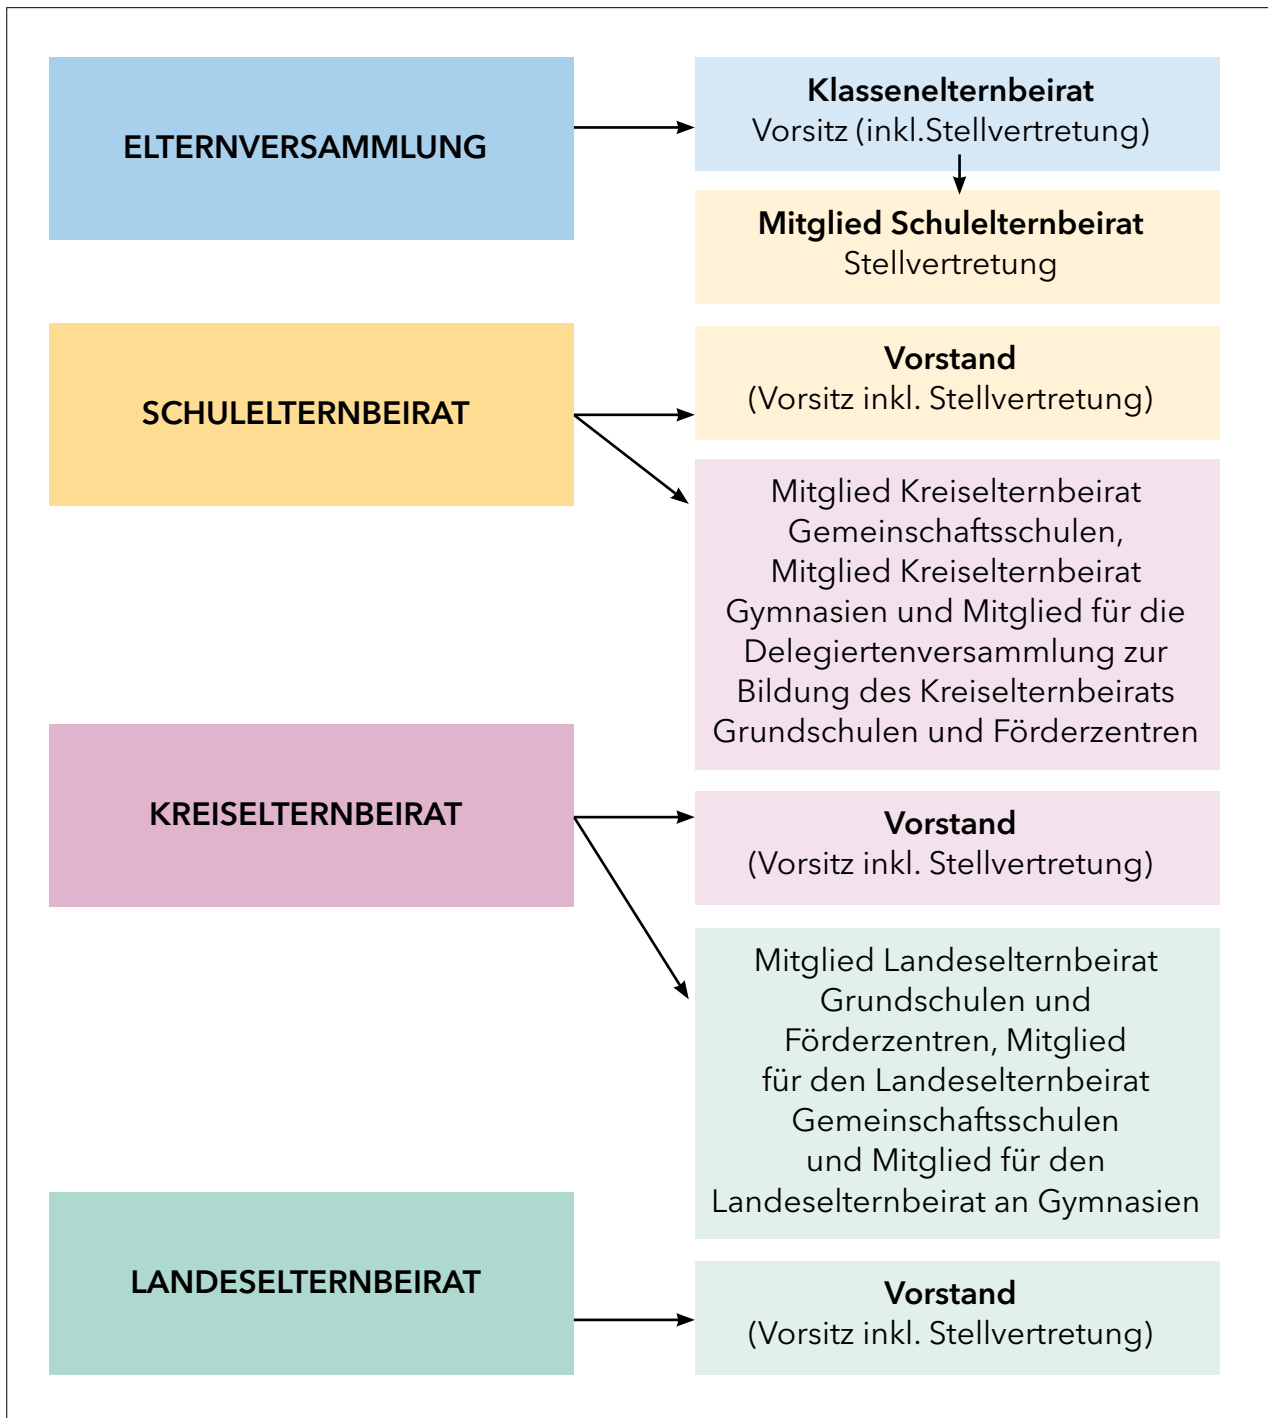 ELTERNVERSAMMLUNG
Klassenelternbeirat
Vorsitz (inkl.Stellvertretung)
Mitglied Schulelternbeirat
Stellvertretung
SCHULELTERNBEIRAT
Vorstand
(Vorsitz inkl. Stellvertretung)
Mitglied Kreiselternbeirat
Gemeinschaftsschulen,
Mitglied Kreiselternbeirat
Gymnasien und Mitglied für die
Delegiertenversammlung zur
Bildung des Kreiselternbeirats
Grundschulen und Förderzentren
KREISELTERNBEIRAT
Vorstand
(Vorsitz inkl. Stellvertretung)
Mitglied Landeselternbeirat
Grundschulen und
Förderzentren, Mitglied
für den Landeselternbeirat
Gemeinschaftsschulen
und Mitglied für den
Landeselternbeirat an Gymnasien
LANDESELTERNBEIRAT
Vorstand
(Vorsitz inkl. Stellvertretung)